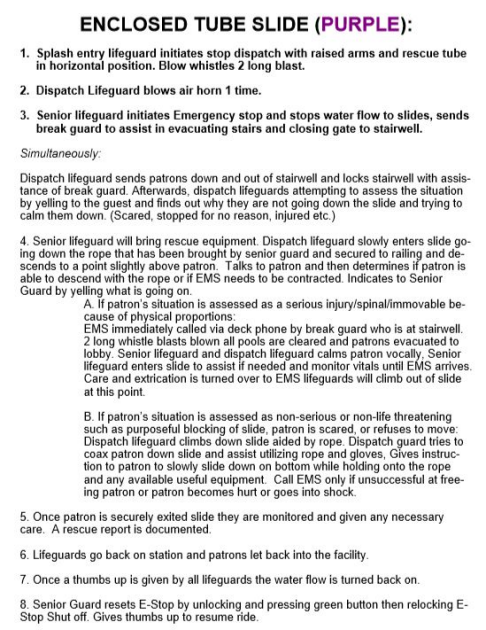 ENCLOSED TUBE SLIDE (PURPLE):
1. Splash entry lifeguard initiates stop dispatch with raised arms and rescue tube
in horizontal position. Blow whistles 2 long blast.
2. Dispatch Lifeguard blows air horn 1 time.
3. Senior lifeguard initiates Emergency stop and stops water flow to slides, sends
break guard to assist in evacuating stairs and closing gate to stairwell.
Simultaneously:
Dispatch lifeguard sends patrons down and out of stairwell and locks stairwell with assis-
tance of break guard. Afterwards, dispatch lifeguards attempting to assess the situation
by yelling to the guest and finds out why they are not going down the slide and trying to
calm them down. (Scared, stopped for no reason, injured etc.)
4. Senior lifeguard will bring rescue equipment. Dispatch lifeguard slowly enters slide go-
ing down the rope that has been brought by senior guard and secured to railing and de-
scends to a point slightly above patron. Talks to patron and then determines if patron is
able to descend with the rope or if EMS needs to be contracted. Indicates to Senior
Guard by yelling what is going on.
A. If patron's situation is assessed as a serious injury/spinal/immovable be-
cause of physical proportions:
EMS immediately called via deck phone by break guard who is at stairwell.
2 long whistle blasts blown all pools are cleared and patrons evacuated to
lobby. Senior lifeguard and dispatch lifeguard calms patron vocally, Senior
lifeguard enters slide to assist if needed and monitor vitals until EMS arrives.
Care and extrication is turned over to EMS lifeguards will climb out of slide
at this point.
B. If patron's situation is assessed as non-serious or non-life threatening
such as purposeful blocking of slide, patron is scared, or refuses to move:
Dispatch lifeguard climbs down slide aided by rope. Dispatch guard tries to
coax patron down slide and assist utilizing rope and gloves, Gives instruc-
tion to patron to slowly slide down on bottom while holding onto the rope
and any available useful equipment. Call EMS only if unsuccessful at free-
ing patron or patron becomes hurt or goes into shock.
5. Once patron is securely exited slide they are monitored and given any necessary
care. A rescue report is documented.
6. Lifeguards go back on station and patrons let back into the facility.
7. Once a thumbs up is given by all lifeguards the water flow is turned back on.
8. Senior Guard resets E-Stop by unlocking and pressing green button then relocking E-
Stop Shut off. Gives thumbs up to resume ride.